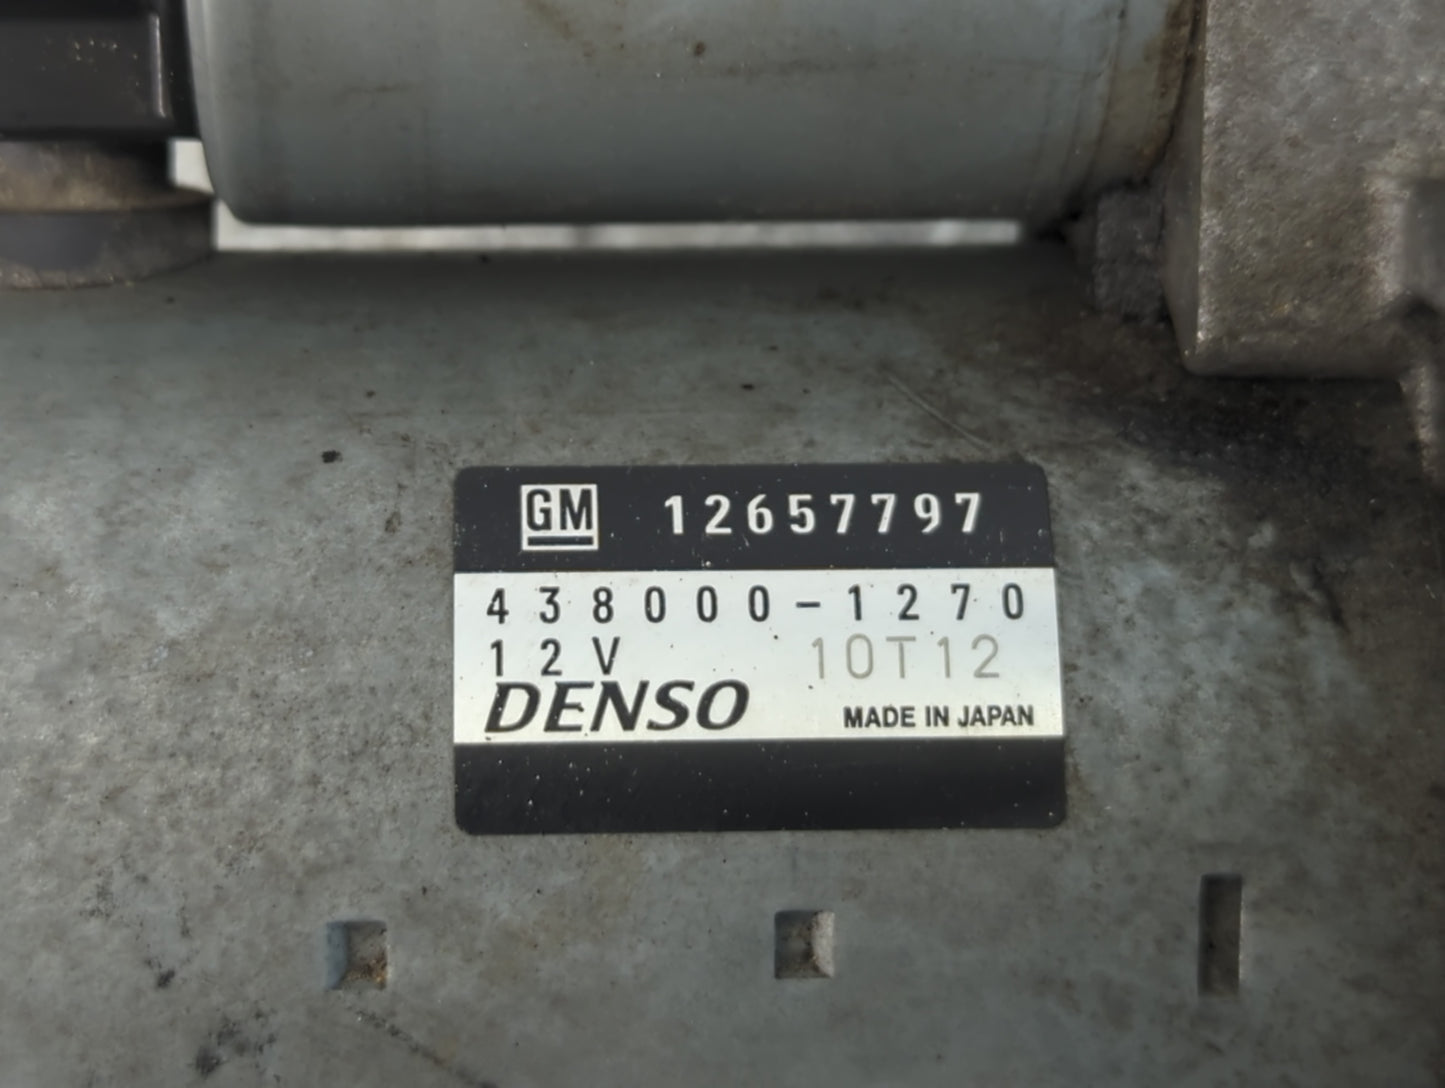 GM 12657797
438000-1270
12V 10T12
DENSO MADE IN JAPAN